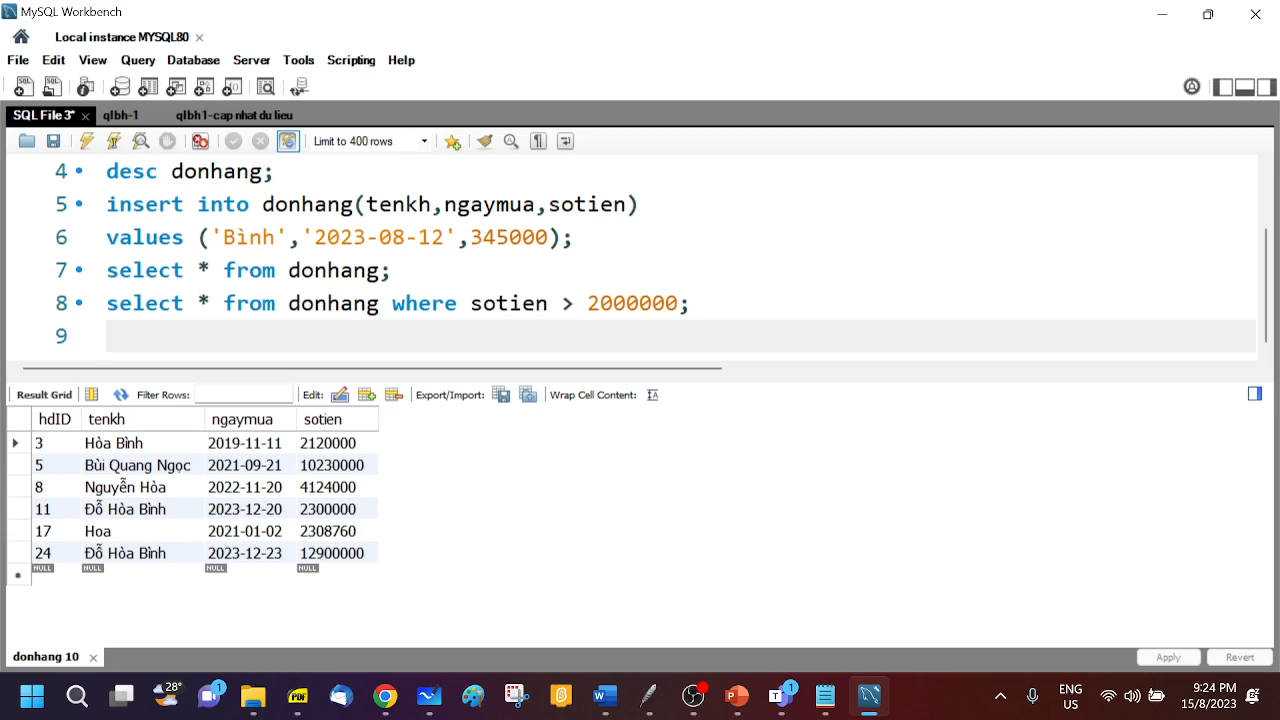 MySQL Workbench
Local instance MYSQL80
File Edit View Query Database Server Tools Scripting Help
SQL File 3* qlbh-1 qlbh1-cap nhat du lieu
Limit to 400 rows
4 desc donhang;
5 insert into donhang(tenkh,ngaymua,sotien)
6 values ('Bình','2023-08-12',345000);
7 select * from donhang;
8 select * from donhang where sotien > 2000000;
9
Result Grid Filter Rows: Edit: Export/Import: Wrap Cell Content:
hdID tenkh ngaymua sotien
3 Hòa Bình 2019-11-11 2120000
5 Bùi Quang Ngọc 2021-09-21 10230000
8 Nguyễn Hòa 2022-11-20 4124000
11 Đỗ Hòa Bình 2023-12-20 2300000
17 Hoa 2021-01-02 2308760
24 Đỗ Hòa Bình 2023-12-23 12900000
NULL NULL NULL NULL
donhang 10 Apply Revert
28° 1 PDF 1 ENG 9:24 PM
US 15/8/2023